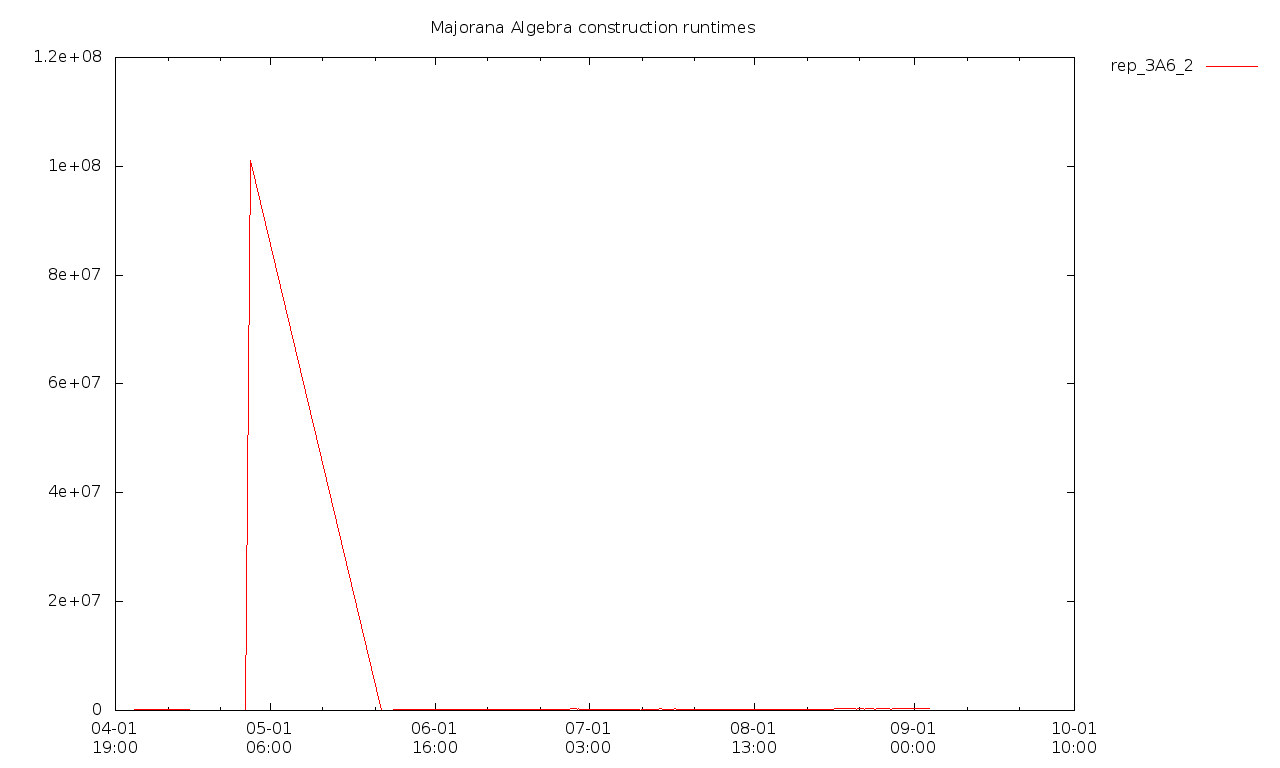 Majorana Algebra construction runtimes
rep_3A6_2
1.2e+08
1e+08
8e+07
6e+07
4e+07
2e+07
0
04-01 05-01 06-01 07-01 08-01 09-01 10-01
19:00 06:00 16:00 03:00 13:00 00:00 10:00